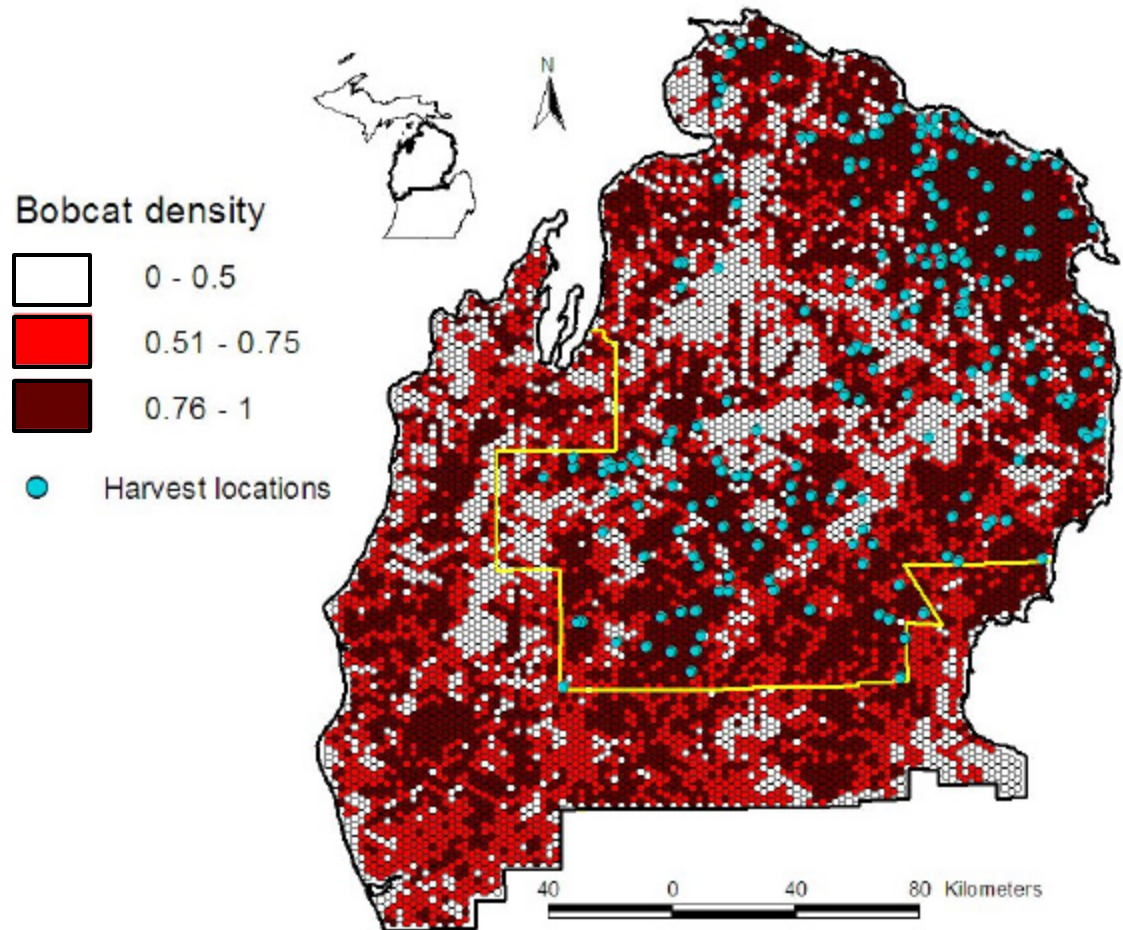 N
Bobcat density
0 - 0.5
0.51 - 0.75
0.76 - 1
Harvest locations
40 0 40 80 Kilometers